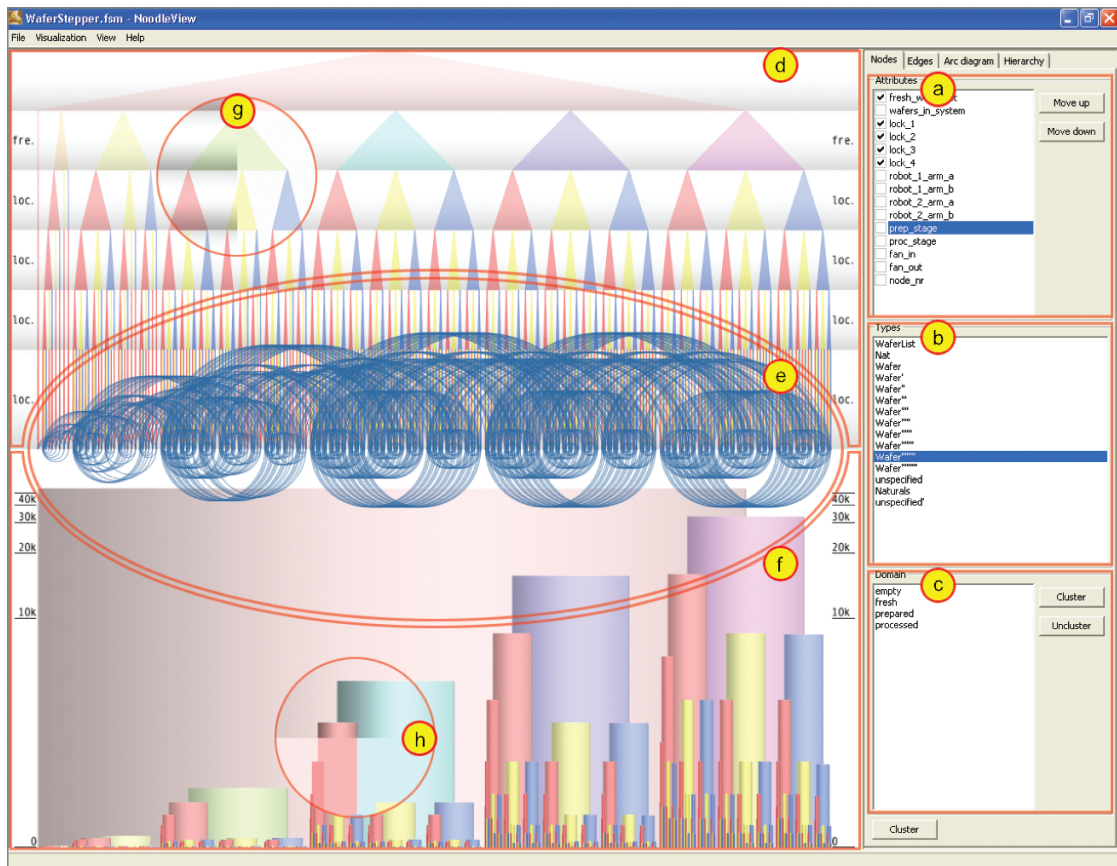 WaferStepper.fsm - NoodleView
File Visualization View Help
d
g
fre.
fre.
loc.
loc.
loc.
loc.
loc.
loc.
e
loc.
loc.
40k
40k
30k
30k
20k
20k
f
10k
10k
h
0
0
Nodes Edges Arc diagram Hierarchy
Attributes
a
wafers_in_system
lock_1
lock_2
lock_3
lock_4
robot_1_arm_a
robot_1_arm_b
robot_2_arm_a
robot_2_arm_b
prep_stage
proc_stage
fan_in
fan_out
node_nr
Move up
Move down
Types
b
WaferList
Nat
Wafer
Wafer'
Wafer''
Wafer'''
Wafer''''
Wafer'''''
Wafer''''''
Wafer'''''''
unspecified
Naturals
unspecified'
Domain
c
empty
fresh
prepared
processed
Cluster
Uncluster
Cluster